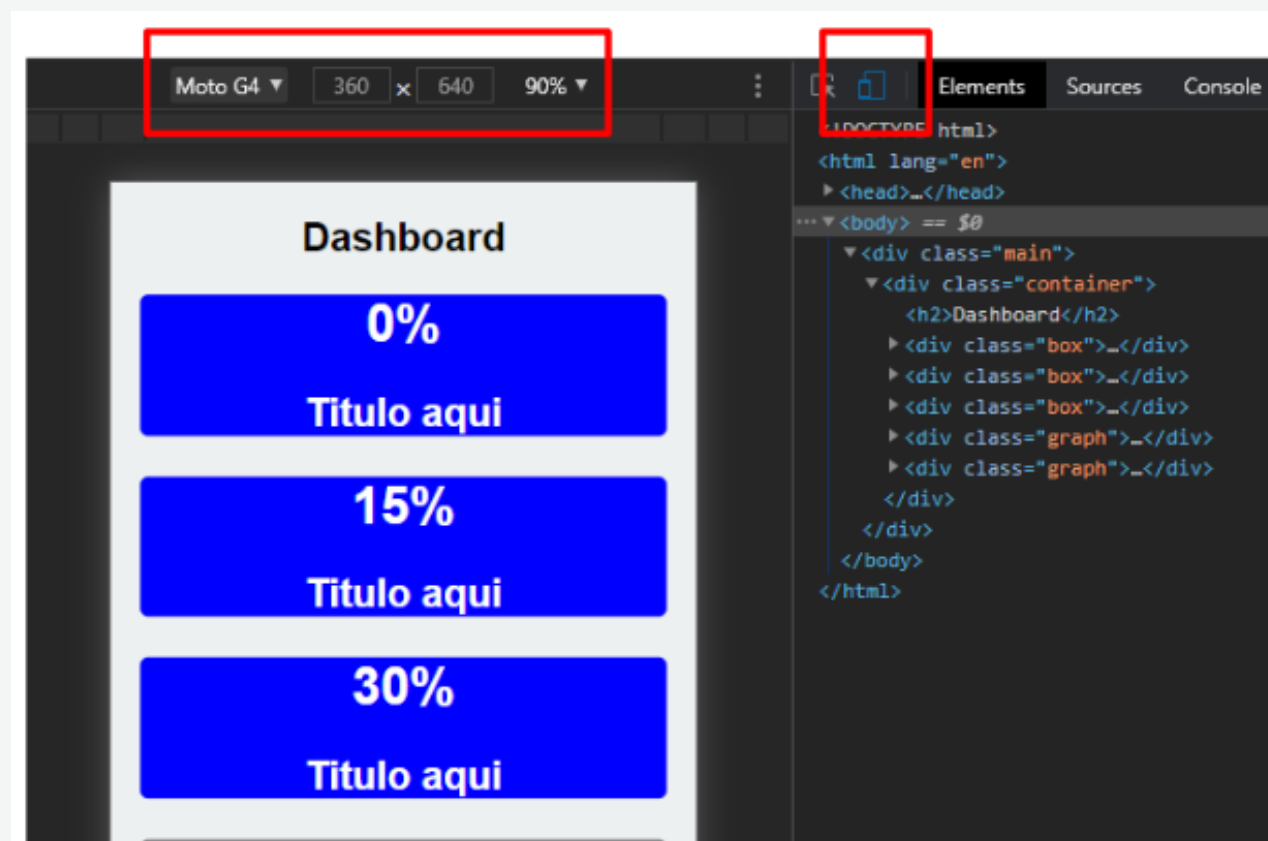 Moto G4 ▼ 360 × 640 90% ▼
Elements Sources Console
Dashboard
0%
Titulo aqui
15%
Titulo aqui
30%
Titulo aqui
<!DOCTYPE html>
<html lang="en">
▶<head>…</head>
…▼<body> == $0
▼<div class="main">
▼<div class="container">
<h2>Dashboard</h2>
▶<div class="box">…</div>
▶<div class="box">…</div>
▶<div class="box">…</div>
▶<div class="graph">…</div>
▶<div class="graph">…</div>
</div>
</div>
</body>
</html>